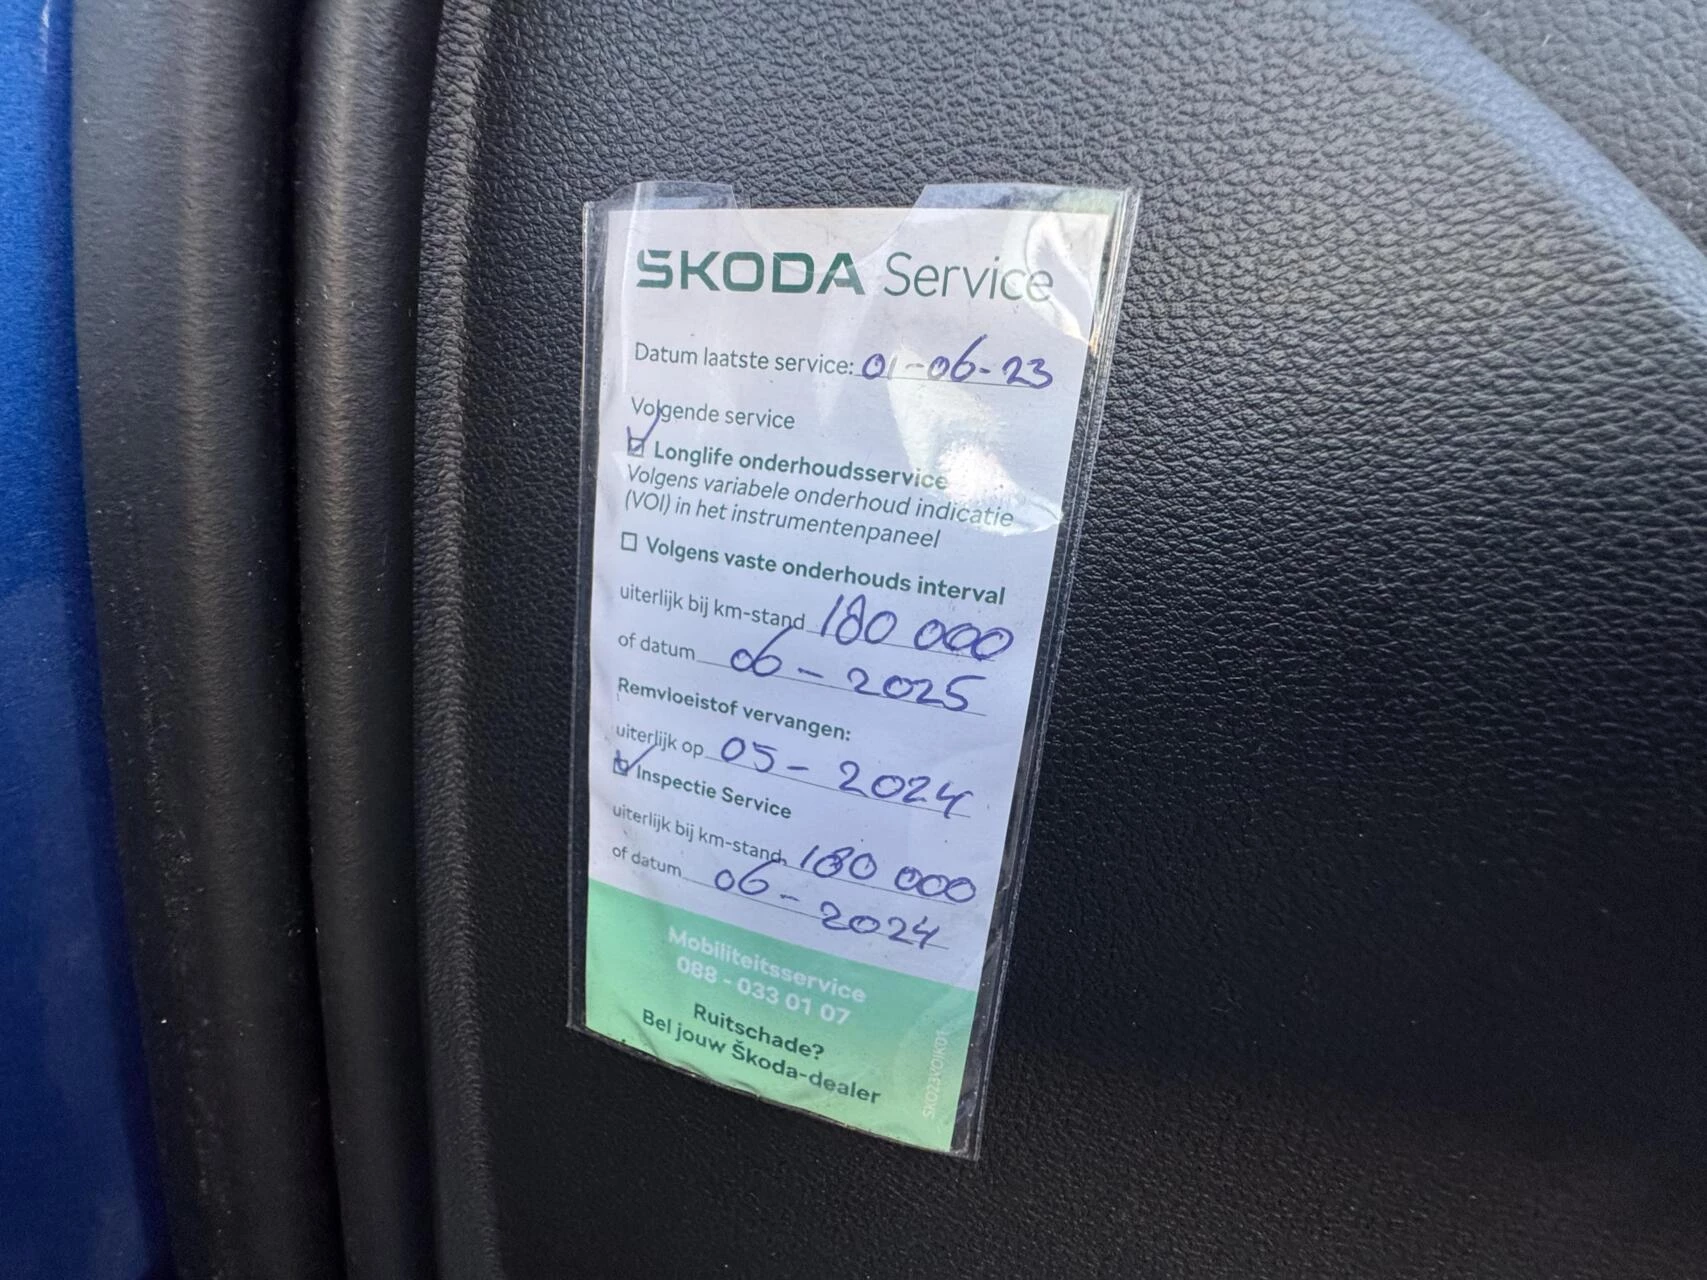 ŠKODA Service
Datum laatste service: 01-06-23
Volgende service
Longlife onderhoudsservice
Volgens variabele onderhoud indicatie
(VOI) in het instrumentenpaneel
Volgens vaste onderhouds interval
uiterlijk bij km-stand 180 000
of datum 06-2025
Remvloeistof vervangen:
uiterlijk op 05-2024
Inspectie Service
uiterlijk bij km-stand 180 000
of datum 06-2024
Mobiliteitsservice
088 - 033 01 07
Ruitschade?
Bel jouw Škoda-dealer